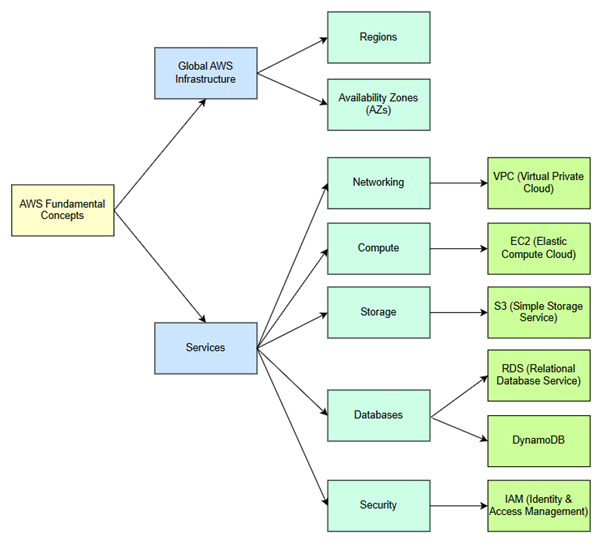 Regions
Global AWS
Infrastructure
Availability Zones
(AZs)
Networking
VPC (Virtual Private
Cloud)
AWS Fundamental
Concepts
Compute
EC2 (Elastic
Compute Cloud)
Storage
S3 (Simple Storage
Service)
Services
RDS (Relational
Database Service)
Databases
DynamoDB
Security
IAM (Identity &
Access Management)